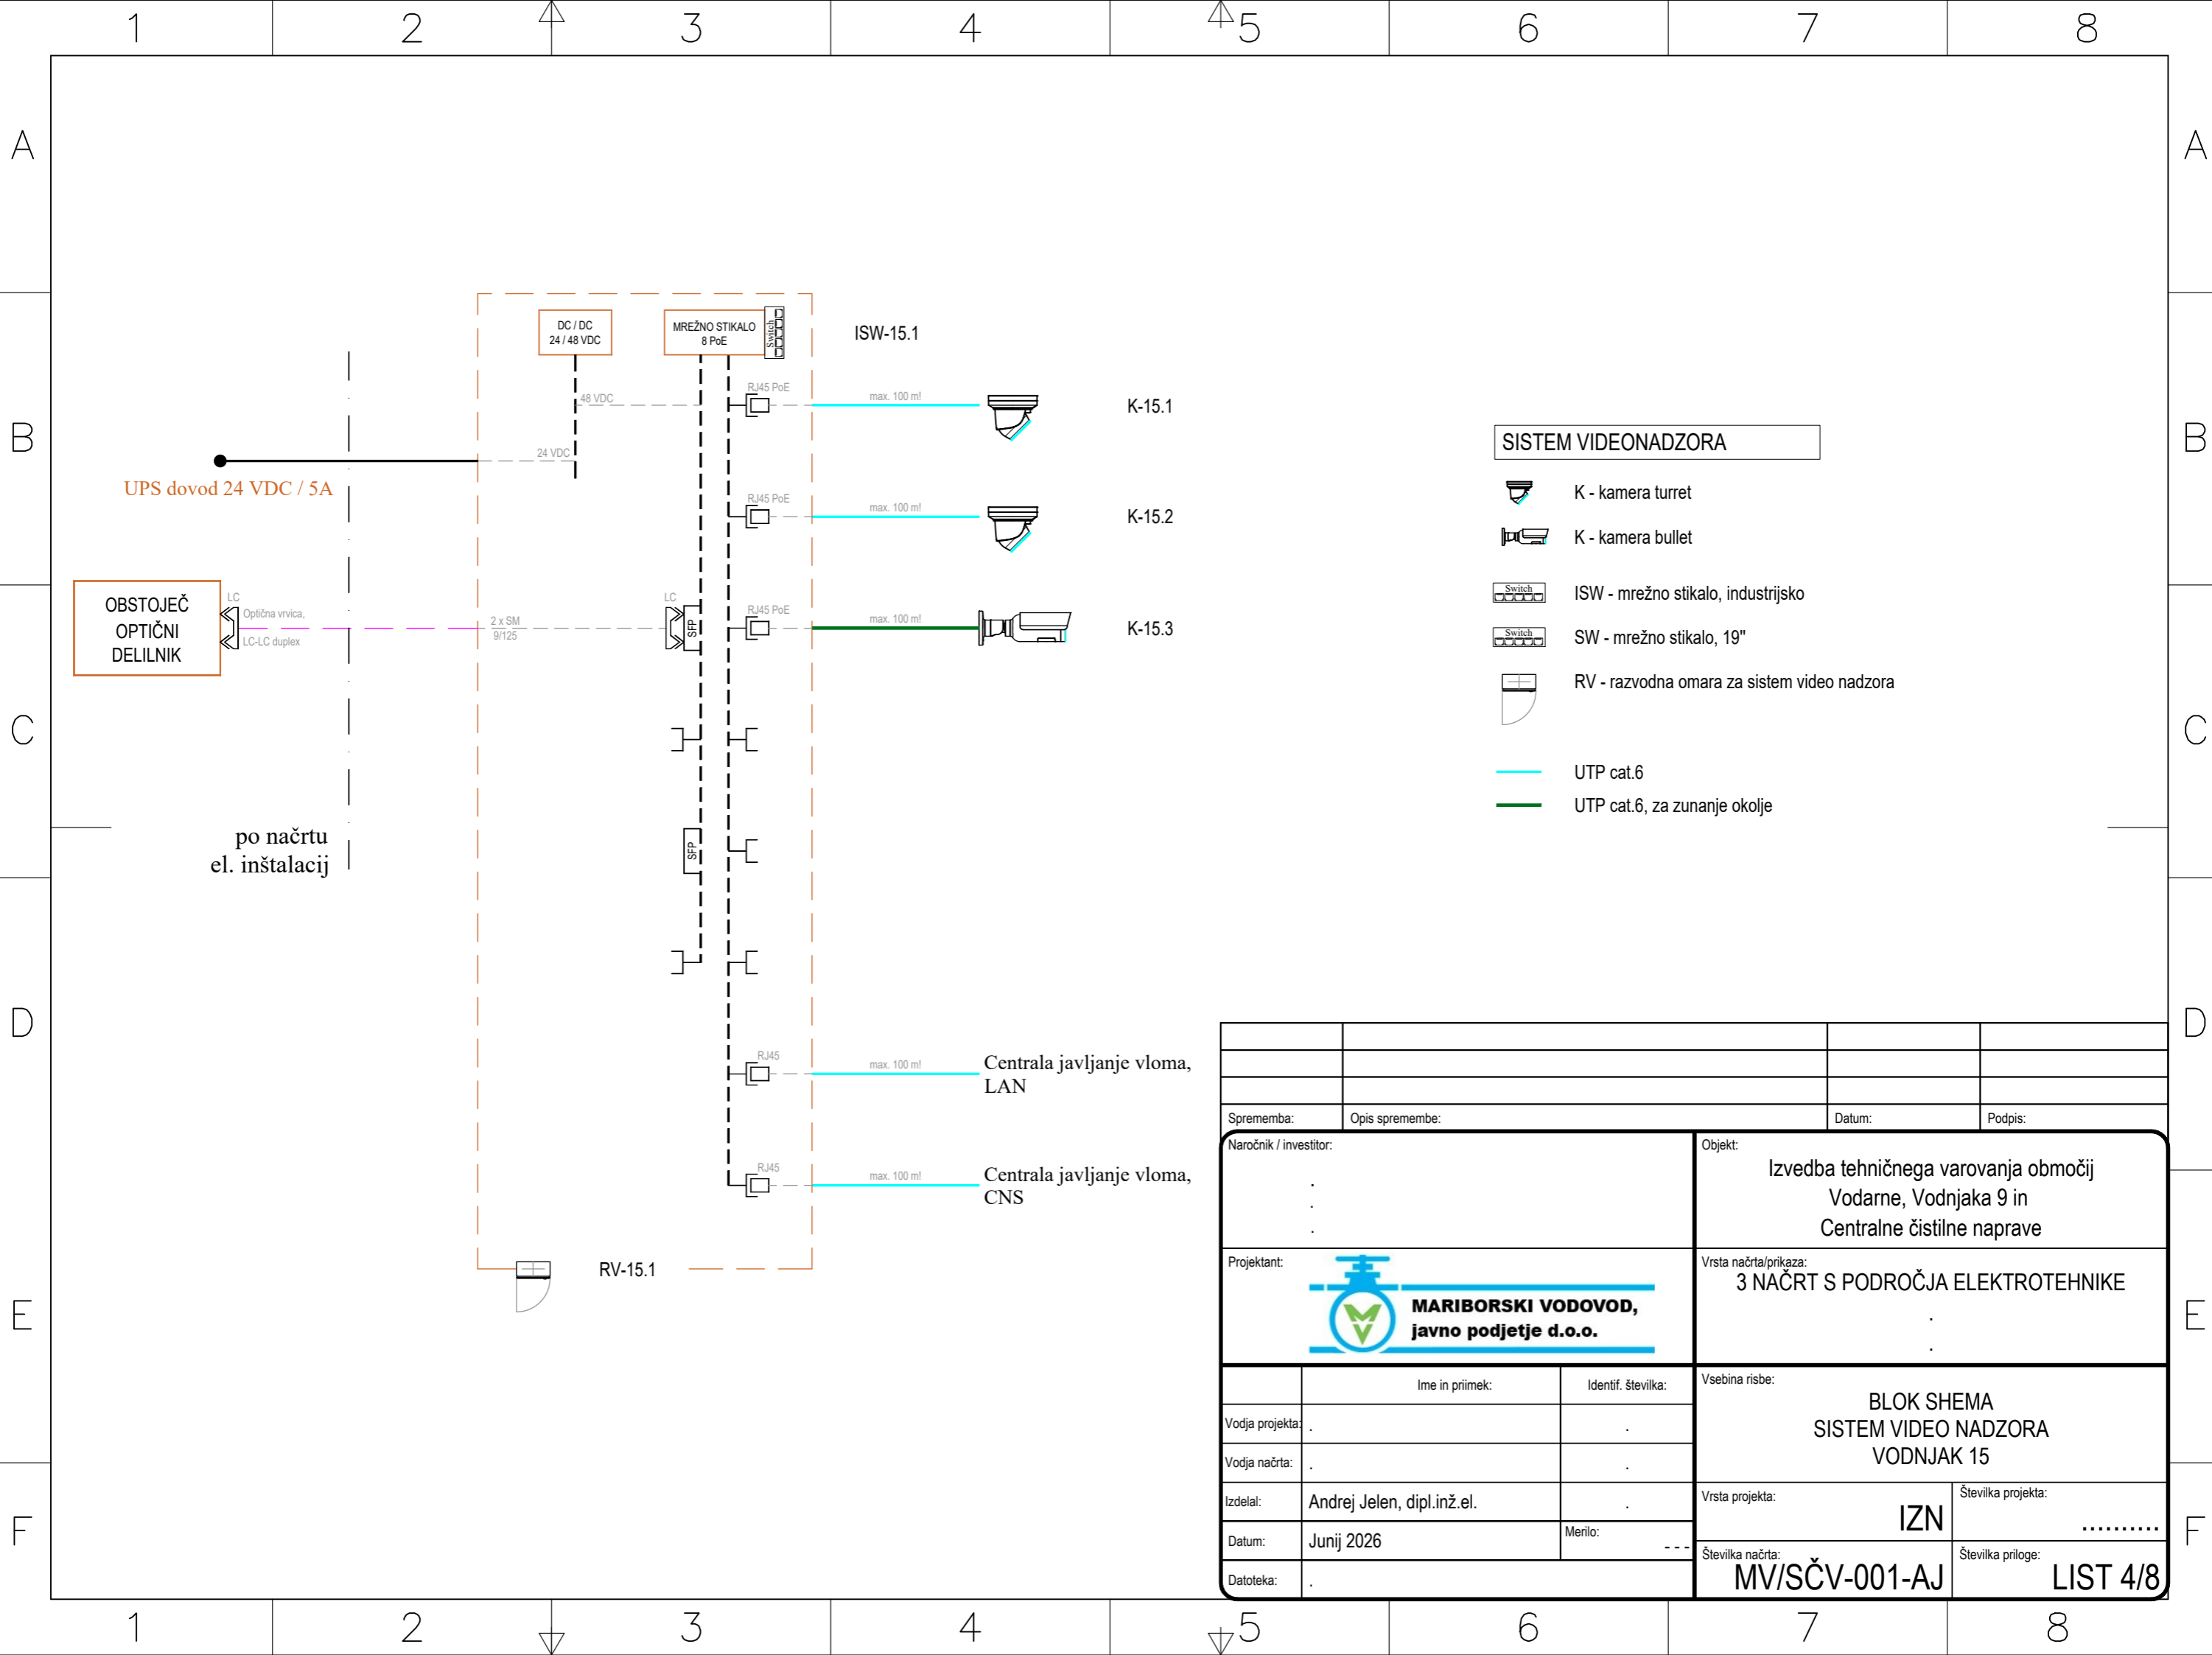 1 2 3 4 5 6 7 8
A A
DC / DC
24 / 48 VDC
MREŽNO STIKALO
8 PoE
Switch
ISW-15.1
48 VDC
RJ45 PoE
max. 100 m!
K-15.1
B B
24 VDC
UPS dovod 24 VDC / 5A
RJ45 PoE
max. 100 m!
K-15.2
OBSTOJEČ
OPTIČNI
DELILNIK
LC
Optična vrvica,
LC-LC duplex
2 x SM
9/125
LC
SFP
RJ45 PoE
max. 100 m!
K-15.3
SISTEM VIDEONADZORA
K - kamera turret
K - kamera bullet
Switch
ISW - mrežno stikalo, industrijsko
Switch
SW - mrežno stikalo, 19"
RV - razvodna omara za sistem video nadzora
UTP cat.6
UTP cat.6, za zunanje okolje
C C
po načrtu
el. inštalacij
SFP
D D
RJ45
max. 100 m!
Centrala javljanje vloma,
LAN
RJ45
max. 100 m!
Centrala javljanje vloma,
CNS
RV-15.1
E E
Sprememba: Opis spremembe: Datum: Podpis:
Naročnik / investitor:
.
.
.
Objekt:
Izvedba tehničnega varovanja območij
Vodarne, Vodnjaka 9 in
Centralne čistilne naprave
Projektant:
MARIBORSKI VODOVOD,
javno podjetje d.o.o.
Vrsta načrta/prikaza:
3 NAČRT S PODROČJA ELEKTROTEHNIKE
.
.
Ime in priimek: Identif. številka:
Vodja projekta: . .
Vodja načrta: . .
Izdelal: Andrej Jelen, dipl.inž.el. .
Datum: Junij 2026 Merilo: - - -
Datoteka: .
Vsebina risbe:
BLOK SHEMA
SISTEM VIDEO NADZORA
VODNJAK 15
Vrsta projekta: IZN
Številka projekta: ..........
Številka načrta: MV/SČV-001-AJ
Številka priloge: LIST 4/8
F F
1 2 3 4 5 6 7 8